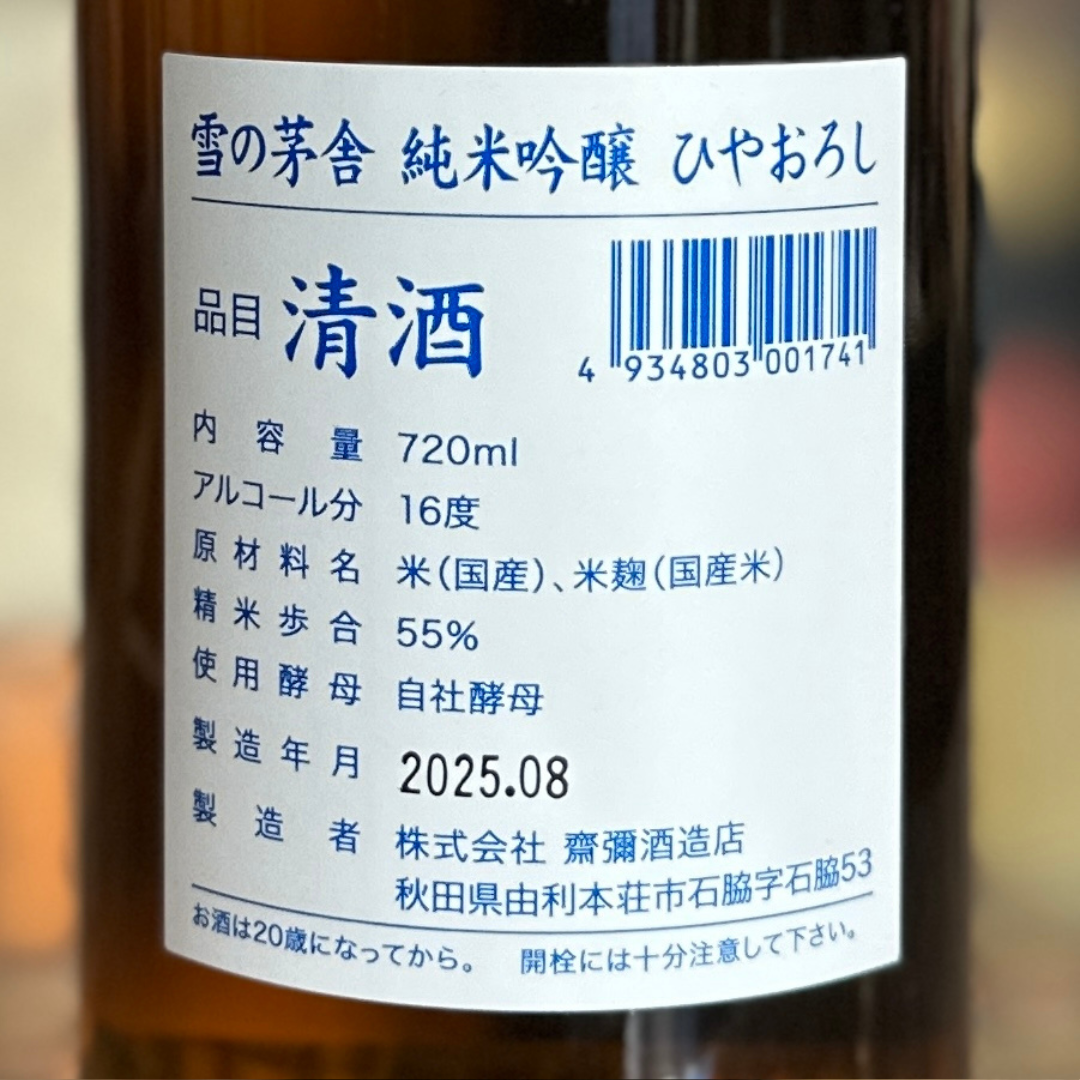 雪の茅舎 純米吟醸 ひやおろし
品目 清酒
4 934803 001741
内容量 720ml
アルコール分 16度
原材料名 米（国産）、米麹（国産米）
精米歩合 55%
使用酵母 自社酵母
製造年月 2025.08
製造者 株式会社 齋彌酒造店
秋田県由利本荘市石脇字石脇53
お酒は20歳になってから。 開栓には十分注意して下さい。